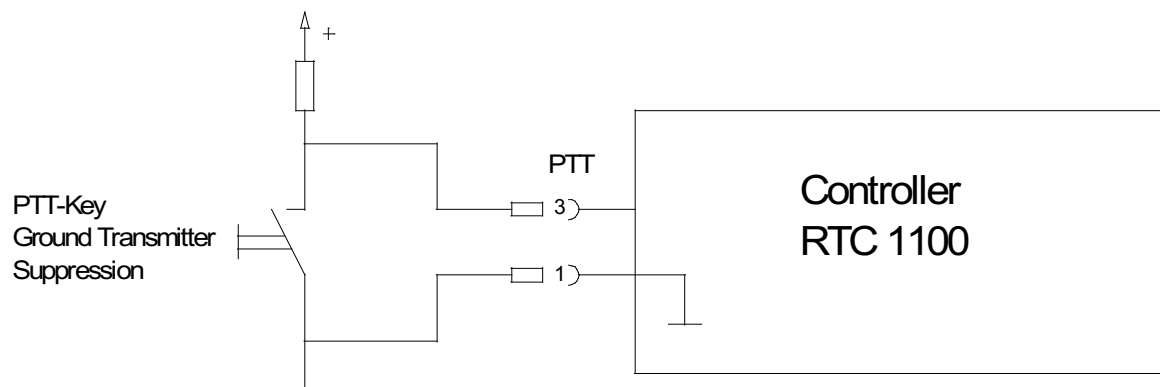 +
PTT
3
Controller
RTC 1100
PTT-Key
Ground Transmitter
Suppression
1